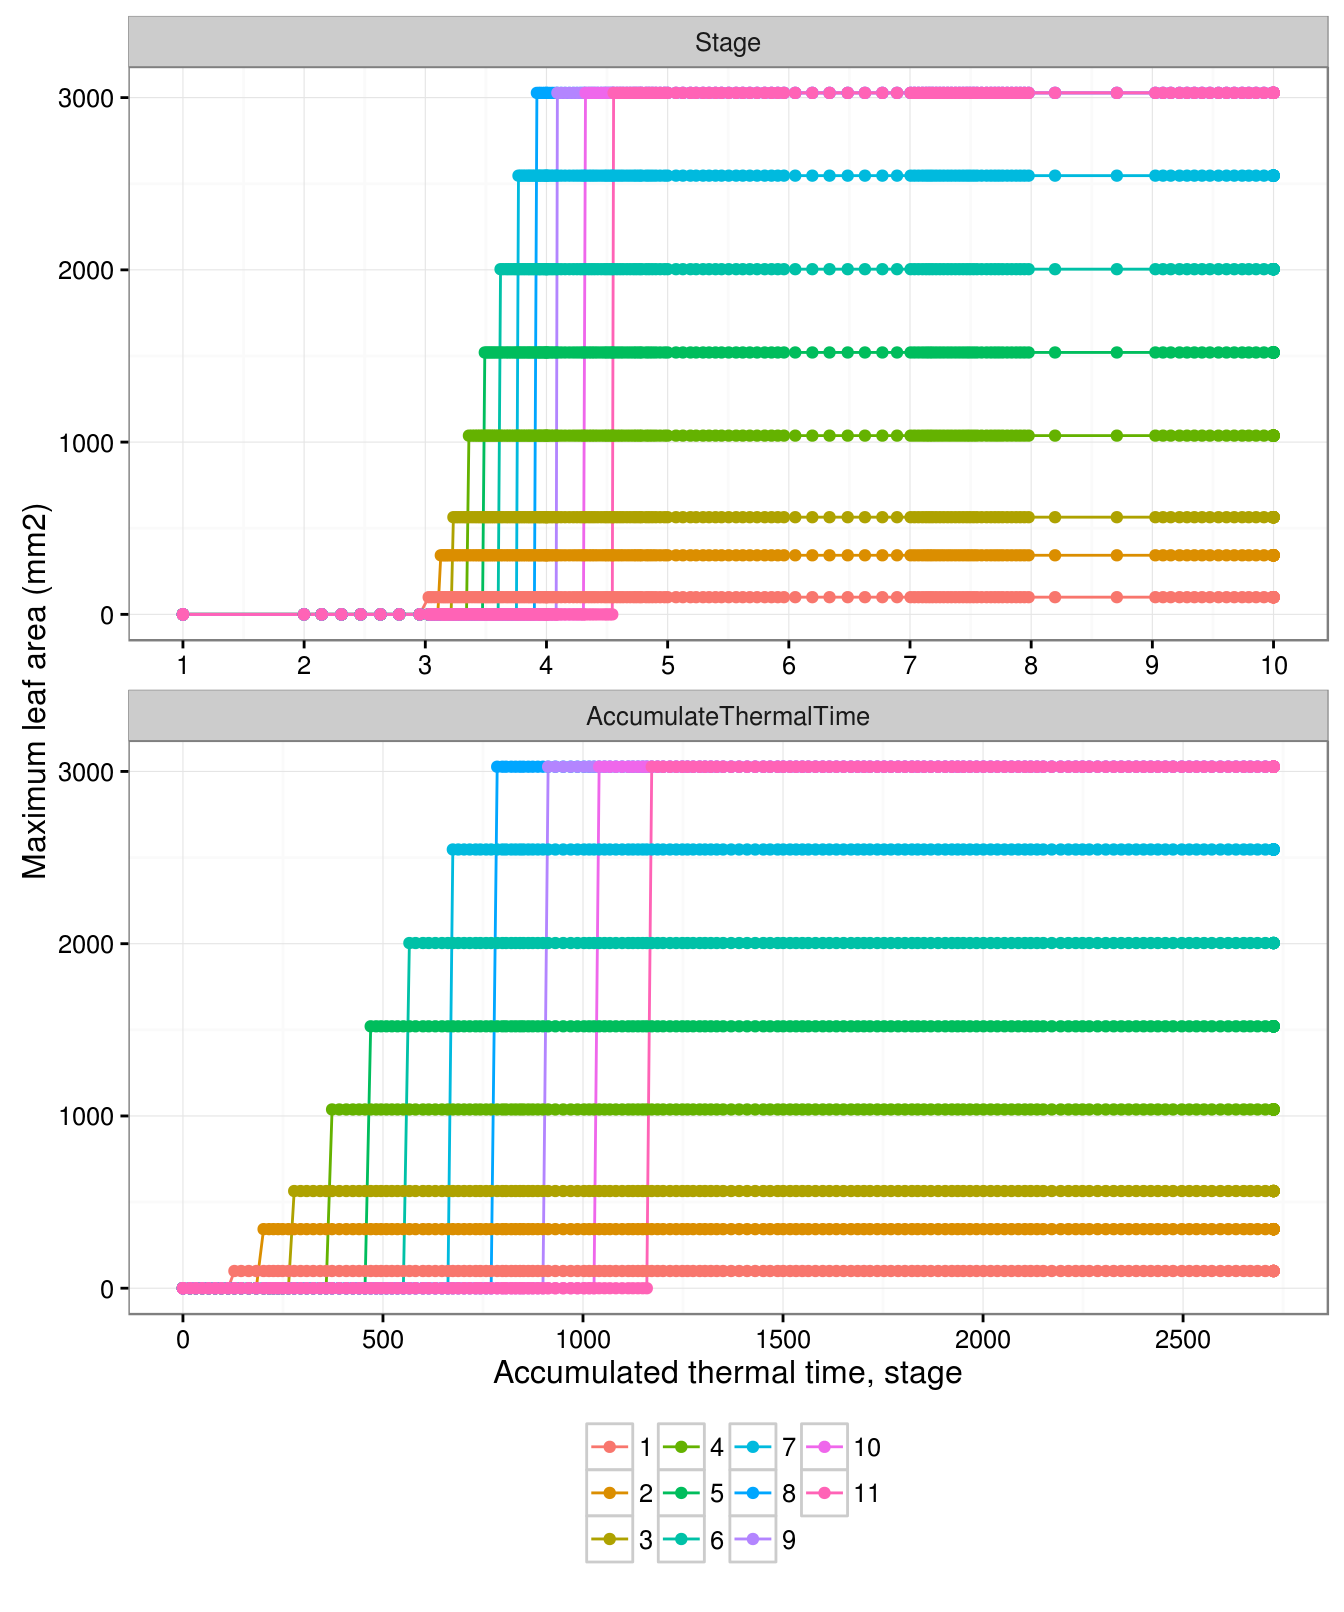 Stage
3000
2000
1000
0
1 2 3 4 5 6 7 8 9 10
Maximum leaf area (mm2)
AccumulateThermalTime
3000
2000
1000
0
0 500 1000 1500 2000 2500
Accumulated thermal time, stage
1 4 7 10
2 5 8 11
3 6 9